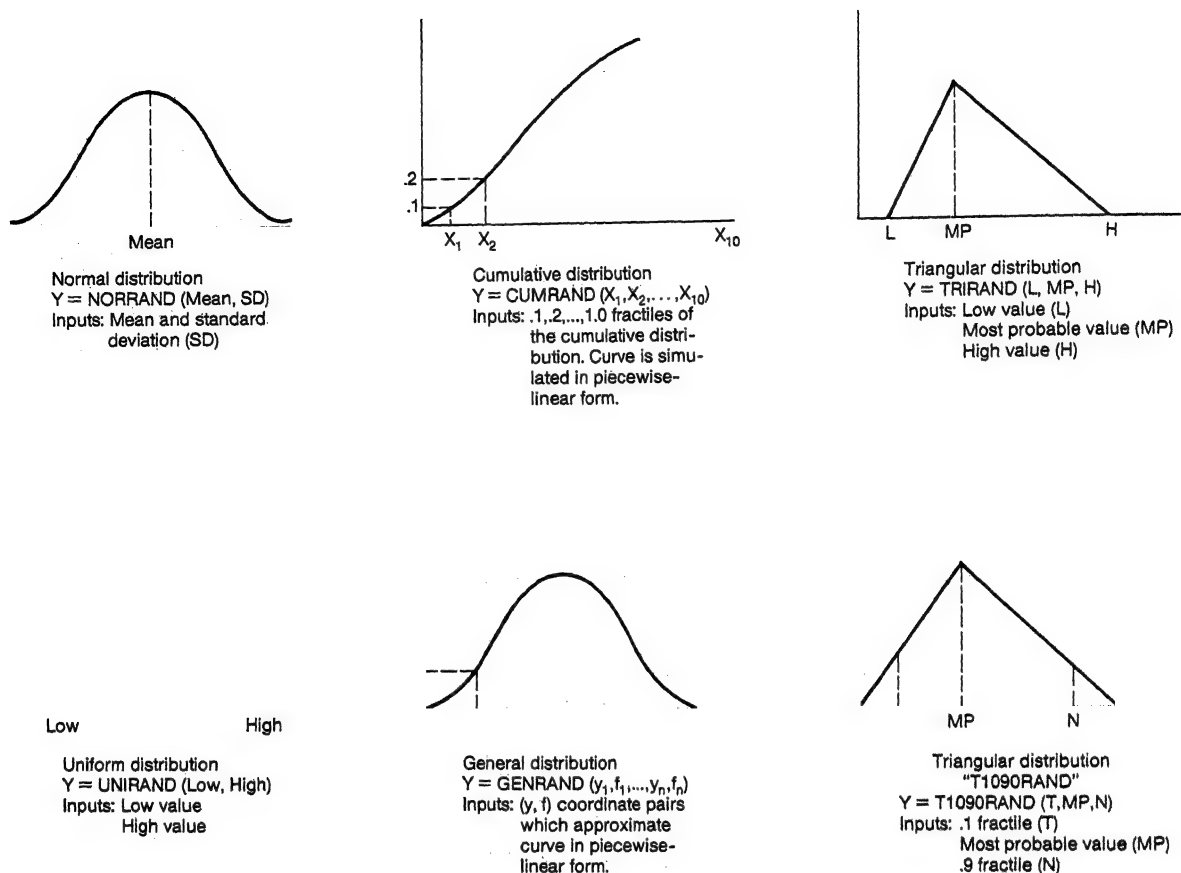 Mean
Normal distribution
Y = NORRAND (Mean, SD)
Inputs: Mean and standard
deviation (SD)
.2
.1
X₁ X₂ X₁₀
Cumulative distribution
Y = CUMRAND (X₁,X₂,...,X₁₀)
Inputs: .1,.2,...,1.0 fractiles of
the cumulative distri-
bution. Curve is simu-
lated in piecewise-
linear form.
L MP H
Triangular distribution
Y = TRIRAND (L, MP, H)
Inputs: Low value (L)
Most probable value (MP)
High value (H)
Low High
Uniform distribution
Y = UNIRAND (Low, High)
Inputs: Low value
High value
General distribution
Y = GENRAND (y₁,f₁,...,yₙ,fₙ)
Inputs: (y, f) coordinate pairs
which approximate
curve in piecewise-
linear form.
MP N
Triangular distribution
"T1090RAND"
Y = T1090RAND (T,MP,N)
Inputs: .1 fractile (T)
Most probable value (MP)
.9 fractile (N)